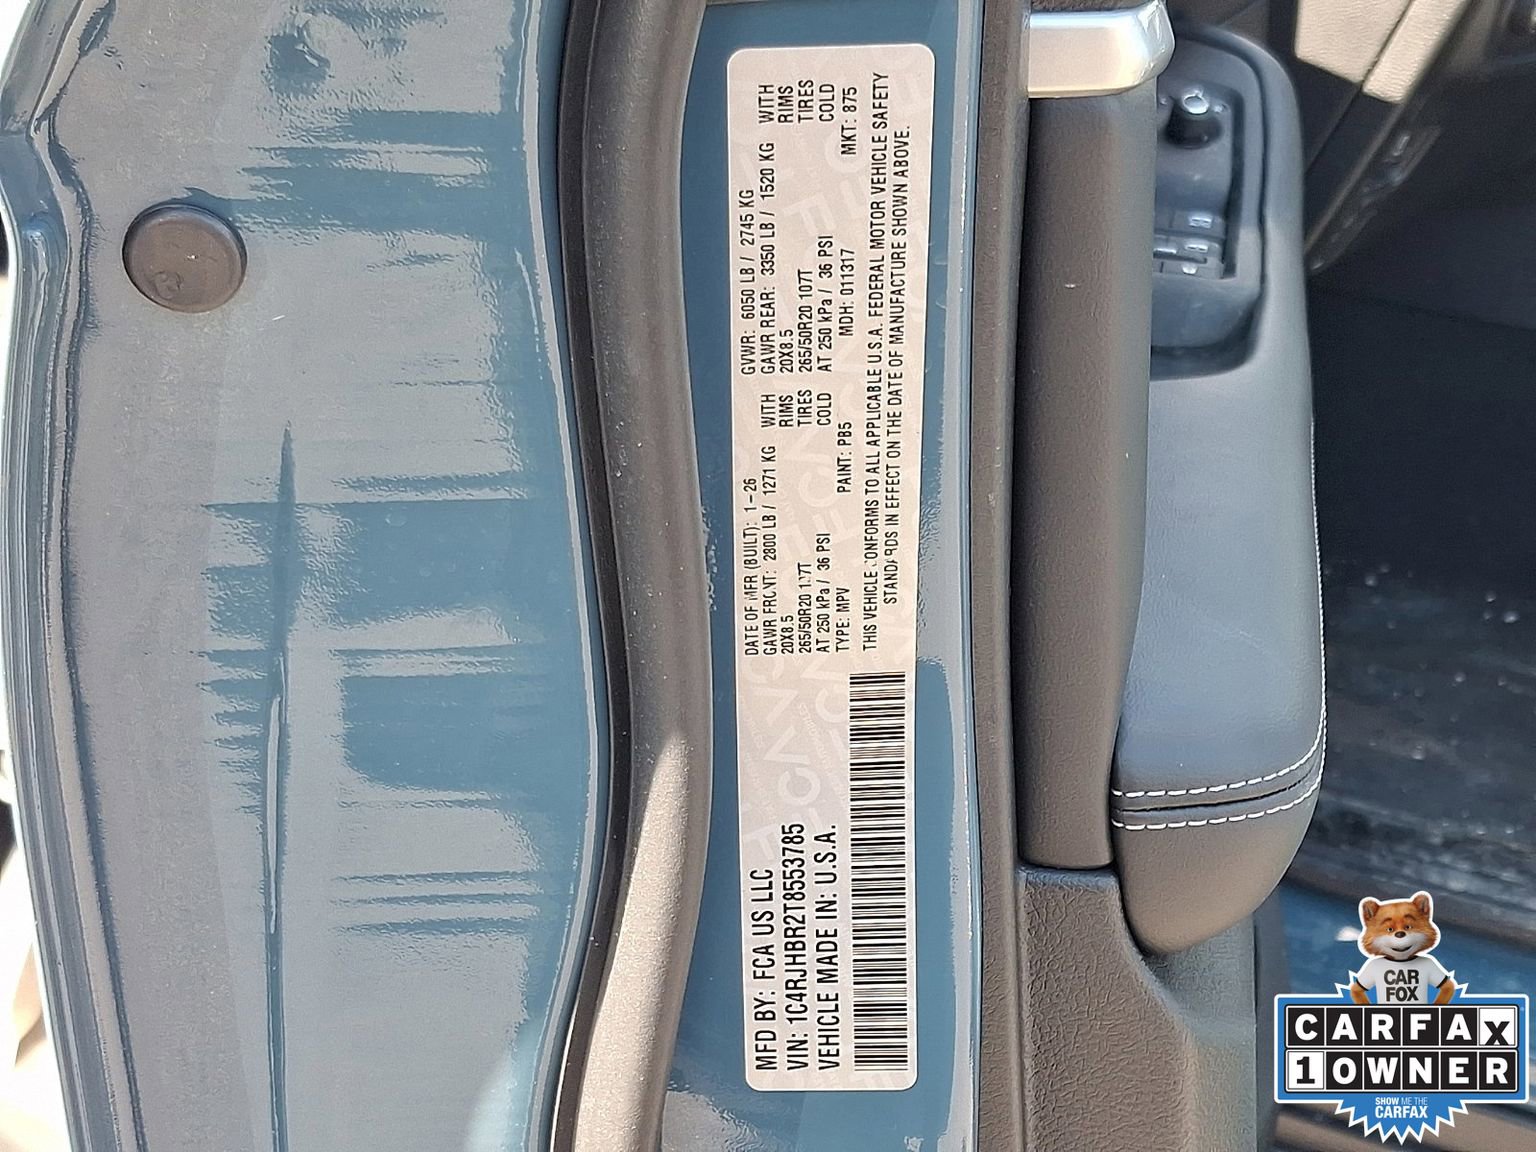 MFD BY: FCA US LLC
VIN: 1C4RJHBR2T8553785
VEHICLE MADE IN: U.S.A.
DATE OF MFR (BUILT): 1-26 GVWR: 6050 LB / 2745 KG
GAWR FRONT: 2800 LB / 1271 KG WITH GAWR REAR: 3350 LB / 1520 KG WITH
20X8.5 RIMS 20X8.5 RIMS
265/50R20 107T TIRES 265/50R20 107T TIRES
AT 250 kPa / 36 PSI COLD AT 250 kPa / 36 PSI COLD
TYPE: MPV PAINT: PB5 MDH: 011317 MKT: 875
THIS VEHICLE CONFORMS TO ALL APPLICABLE U.S.A. FEDERAL MOTOR VEHICLE SAFETY
STANDARDS IN EFFECT ON THE DATE OF MANUFACTURE SHOWN ABOVE.
CAR
FOX
CARFAX
1 OWNER
SHOW ME THE
CARFAX